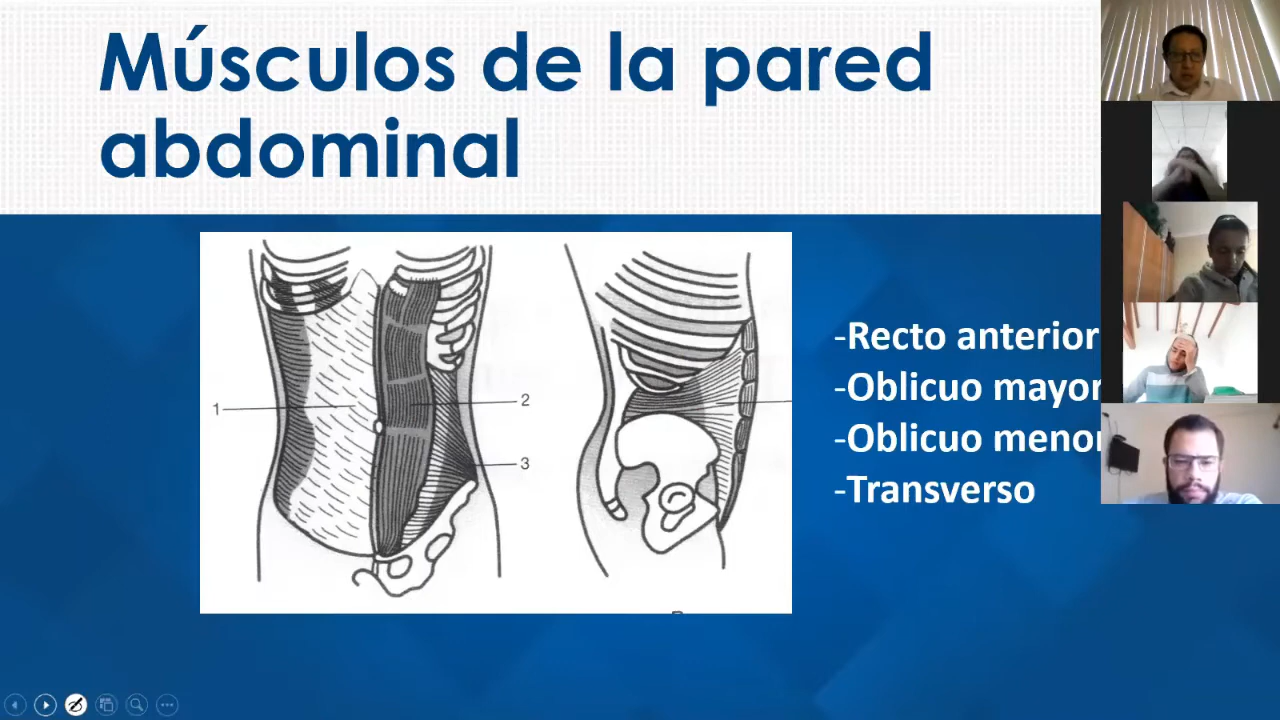 Músculos de la pared
abdominal
1
2
3
-Recto anterior
-Oblicuo mayor
-Oblicuo menor
-Transverso